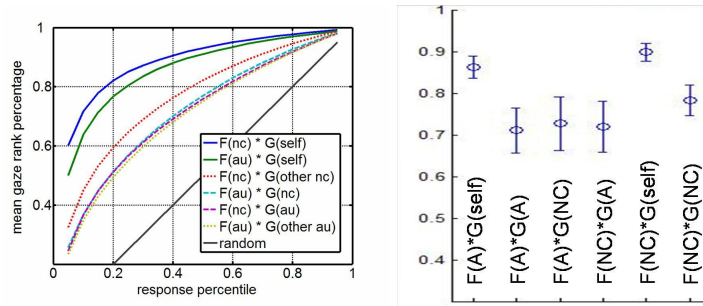 mean gaze rank percentage
1
0.8
0.6
0.4
0
0.2
0.4
0.6
0.8
1
response percentile
F(nc) * G(self)
F(au) * G(self)
F(nc) * G(other nc)
F(au) * G(nc)
F(nc) * G(au)
F(au) * G(other au)
random
1
0.9
0.8
0.7
0.6
0.5
0.4
F(A)*G(self)
F(A)*G(A)
F(A)*G(NC)
F(NC)*G(A)
F(NC)*G(self)
F(NC)*G(NC)